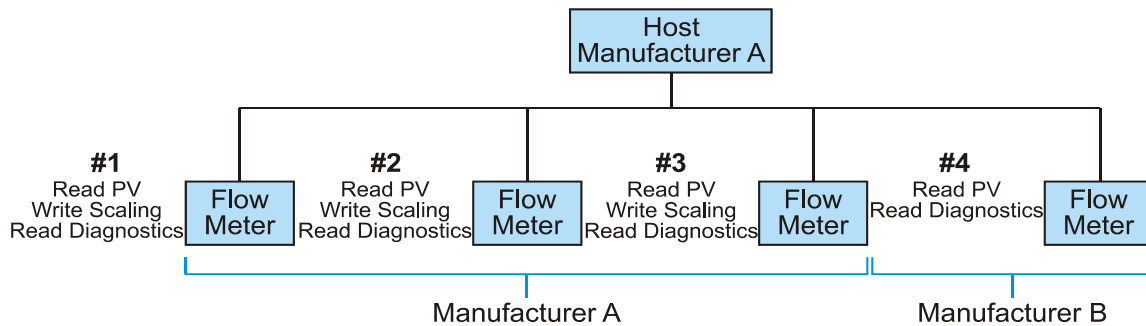 Host
Manufacturer A
#1
Read PV
Write Scaling
Read Diagnostics
Flow
Meter
#2
Read PV
Write Scaling
Read Diagnostics
Flow
Meter
#3
Read PV
Write Scaling
Read Diagnostics
Flow
Meter
#4
Read PV
Read Diagnostics
Flow
Meter
Manufacturer A
Manufacturer B